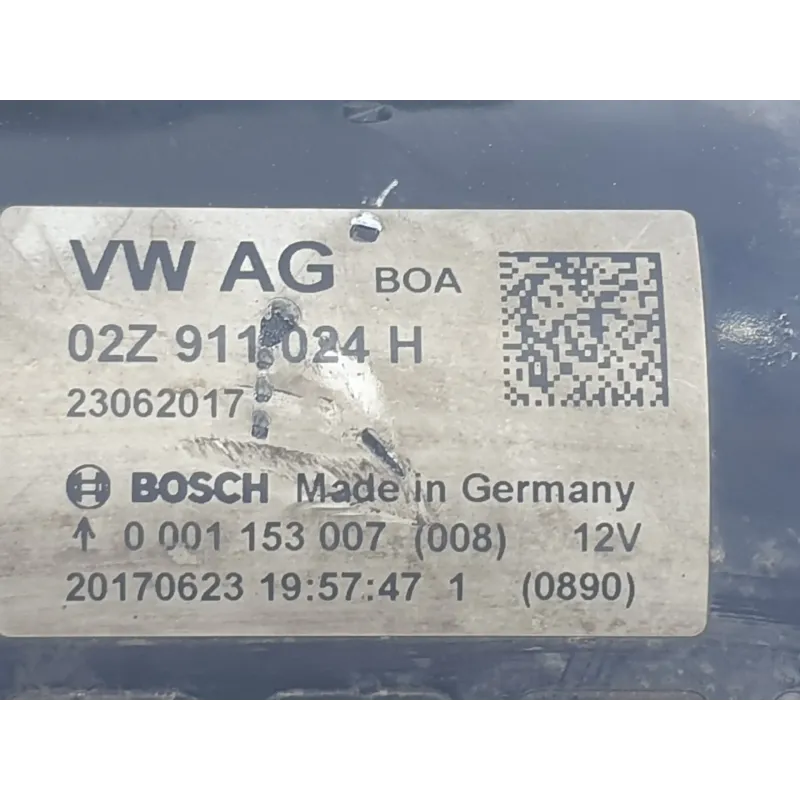 VW AG BOA
02Z 911 024 H
23062017
BOSCH Made in Germany
↑ 0 001 153 007 (008) 12V
20170623 19:57:47 1 (0890)